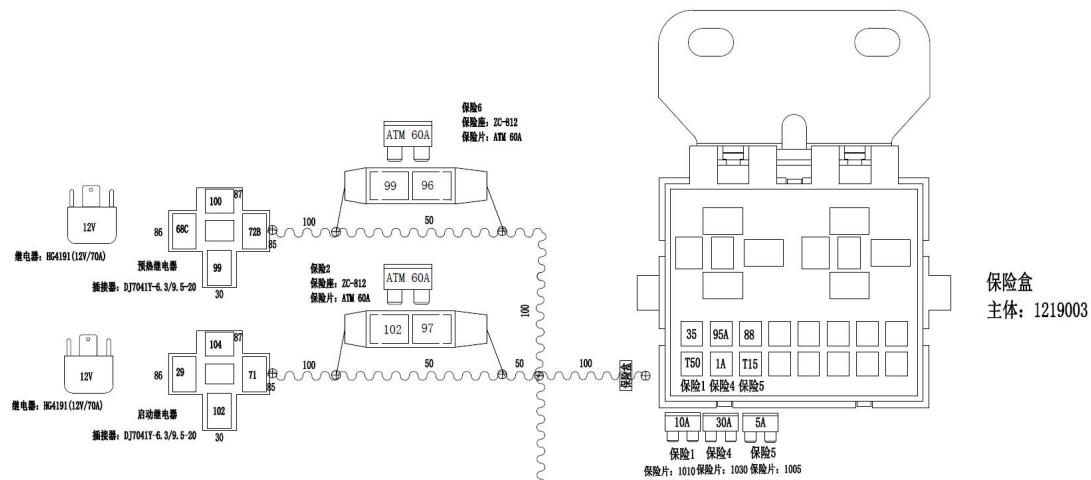 保险6
保险座: ZC-812
保险片: ATM 60A
ATM 60A
99 96
100 50
12V
继电器: HG4191(12V/70A)
100 87
86 68C 72B 85
99
30
预热继电器
插接器: DJ7041Y-6.3/9.5-20
保险2
保险座: ZC-812
保险片: ATM 60A
ATM 60A
102 97
100 50 50 100
100
保险盒
12V
继电器: HG4191(12V/70A)
104 87
86 29 71 85
102
30
启动继电器
插接器: DJ7041Y-6.3/9.5-20
35 95A 88
T50 1A T15
保险1 保险4 保险5
10A 30A 5A
保险1 保险4 保险5
保险片: 1010 保险片: 1030 保险片: 1005
保险盒
主体: 1219003